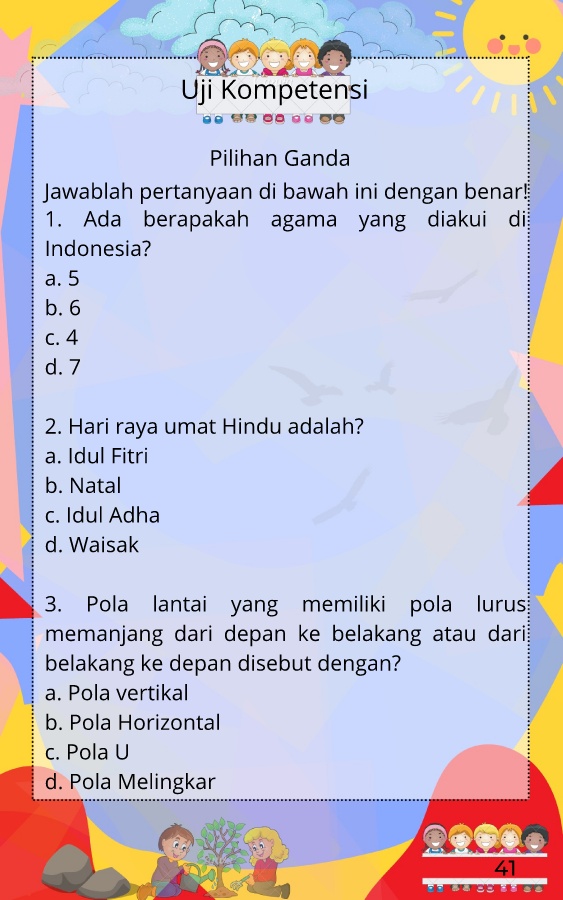 Uji Kompetensi
Pilihan Ganda
Jawablah pertanyaan di bawah ini dengan benar!
1. Ada berapakah agama yang diakui di
Indonesia?
a. 5
b. 6
c. 4
d. 7
2. Hari raya umat Hindu adalah?
a. Idul Fitri
b. Natal
c. Idul Adha
d. Waisak
3. Pola lantai yang memiliki pola lurus
memanjang dari depan ke belakang atau dari
belakang ke depan disebut dengan?
a. Pola vertikal
b. Pola Horizontal
c. Pola U
d. Pola Melingkar
41